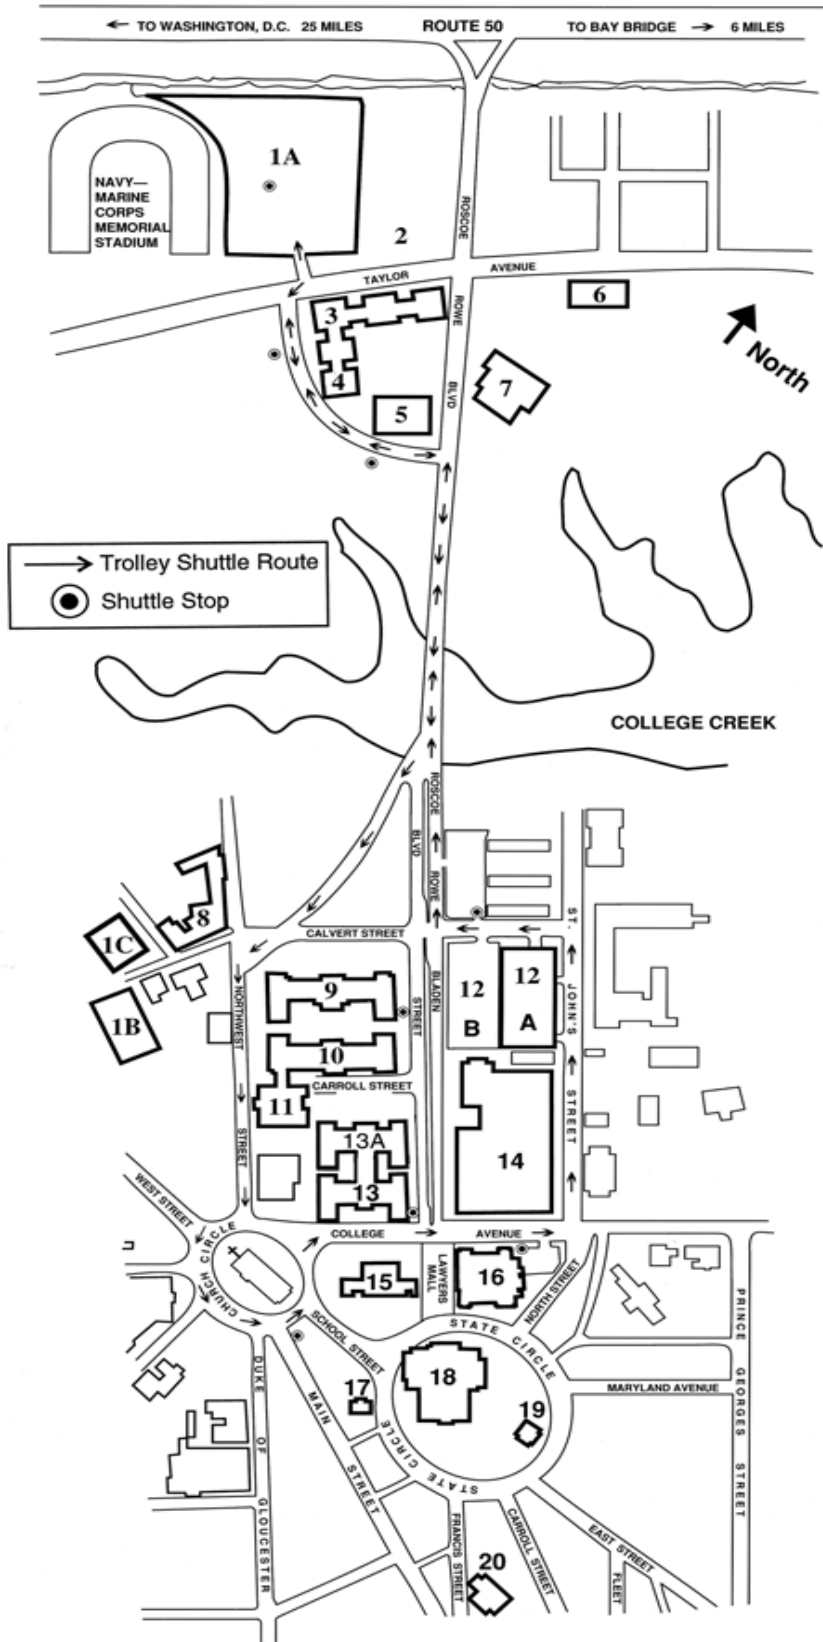 ← TO WASHINGTON, D.C. 25 MILES
ROUTE 50
TO BAY BRIDGE → 6 MILES
1A
NAVY—
MARINE
CORPS
MEMORIAL
STADIUM
ROSCOE
2
TAYLOR
AVENUE
6
3
ROWE
North
4
7
BLVD
5
Trolley Shuttle Route
Shuttle Stop
COLLEGE CREEK
ROSCOE
BLVD
ROWE
8
ST.
CALVERT STREET
1C
9
12
12
BLADEN
NORTHWEST
STREET
JOHN'S
1B
B
A
10
CARROLL STREET
11
STREET
STREET
13A
14
13
WEST STREET
CHURCH CIRCLE
COLLEGE
AVENUE
LAWYERS
MALL
15
16
NORTH STREET
PRINCE
SCHOOL STREET
STATE CIRCLE
DUKE
18
17
MARYLAND AVENUE
GEORGES
MAIN
19
OF
STATE CIRCLE
STREET
STREET
GLOUCESTER
FRANCIS STREET
CARROLL STREET
EAST STREET
20
FLEET